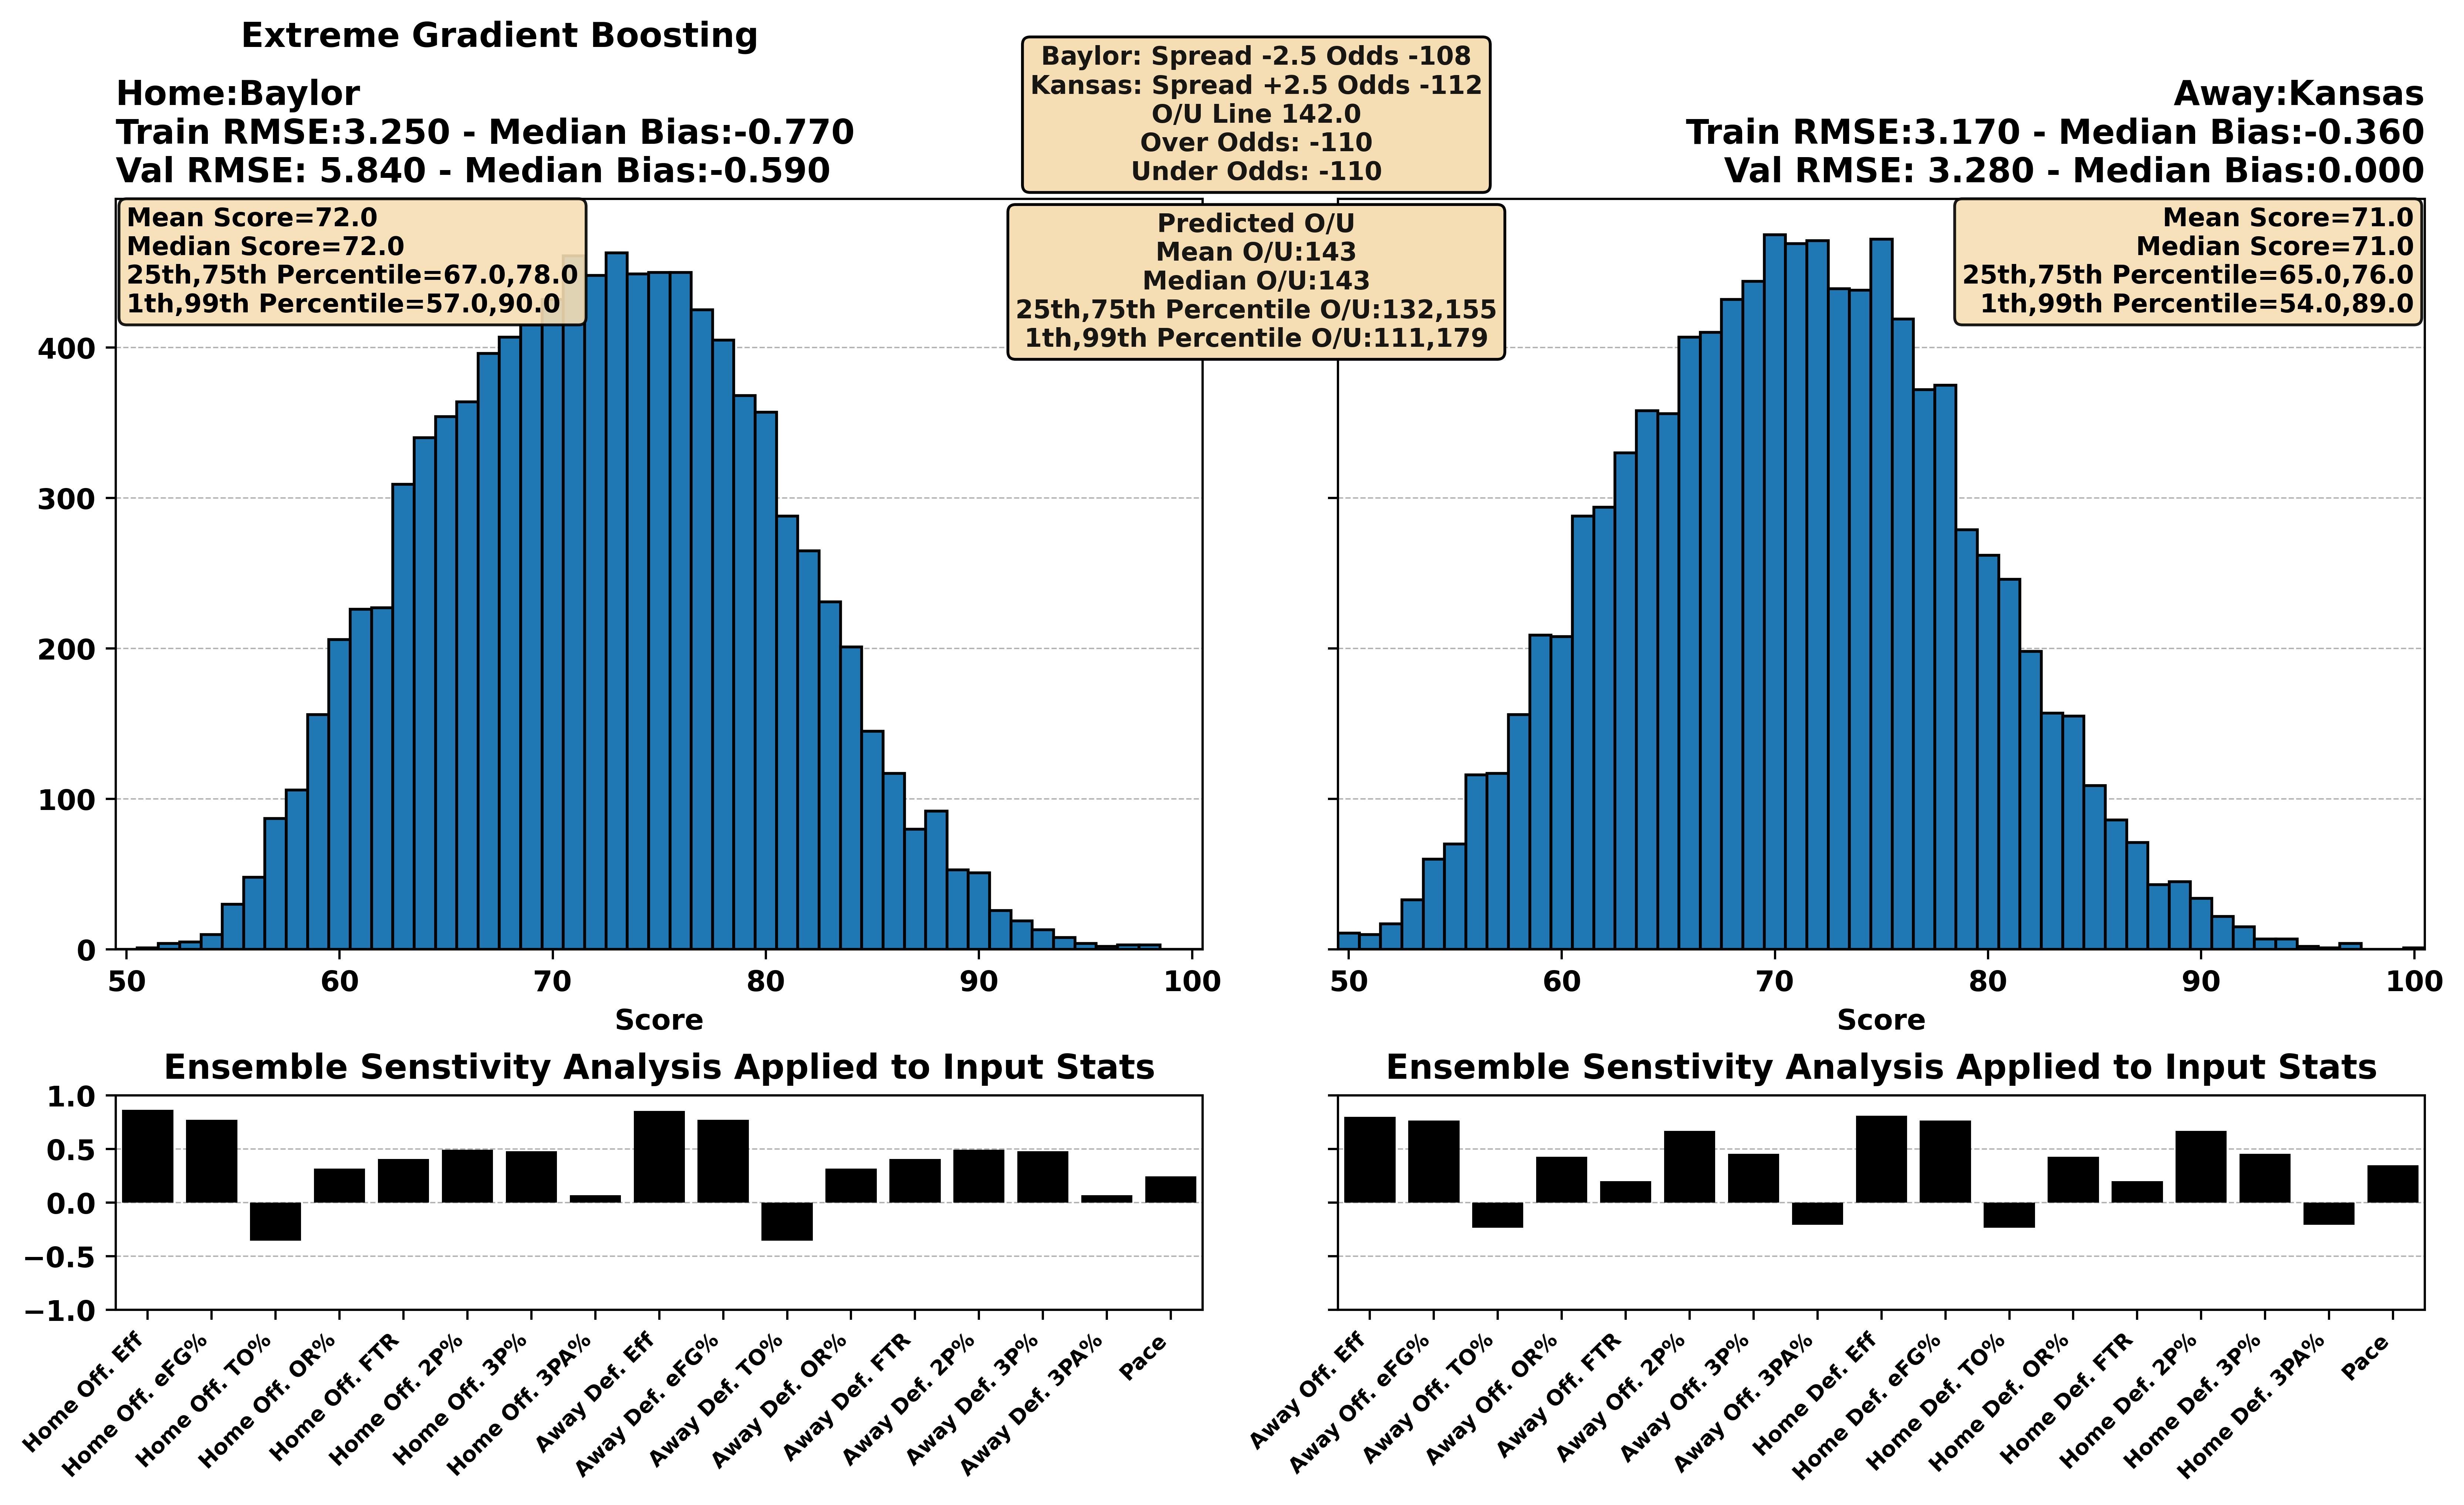 Extreme Gradient Boosting
Home:Baylor
Train RMSE:3.250 - Median Bias:-0.770
Val RMSE: 5.840 - Median Bias:-0.590
Baylor: Spread -2.5 Odds -108
Kansas: Spread +2.5 Odds -112
O/U Line 142.0
Over Odds: -110
Under Odds: -110
Away:Kansas
Train RMSE:3.170 - Median Bias:-0.360
Val RMSE: 3.280 - Median Bias:0.000
Mean Score=72.0
Median Score=72.0
25th,75th Percentile=67.0,78.0
1th,99th Percentile=57.0,90.0
Predicted O/U
Mean O/U:143
Median O/U:143
25th,75th Percentile O/U:132,155
1th,99th Percentile O/U:111,179
Mean Score=71.0
Median Score=71.0
25th,75th Percentile=65.0,76.0
1th,99th Percentile=54.0,89.0
400
300
200
100
0
50 60 70 80 90 100
Score
50 60 70 80 90 100
Score
Ensemble Senstivity Analysis Applied to Input Stats
1.0
0.5
0.0
−0.5
−1.0
Home Off. Eff
Home Off. eFG%
Home Off. TO%
Home Off. OR%
Home Off. FTR
Home Off. 2P%
Home Off. 3P%
Home Off. 3PA%
Away Def. Eff
Away Def. eFG%
Away Def. TO%
Away Def. OR%
Away Def. FTR
Away Def. 2P%
Away Def. 3P%
Away Def. 3PA%
Pace
Ensemble Senstivity Analysis Applied to Input Stats
Away Off. Eff
Away Off. eFG%
Away Off. TO%
Away Off. OR%
Away Off. FTR
Away Off. 2P%
Away Off. 3P%
Away Off. 3PA%
Home Def. Eff
Home Def. eFG%
Home Def. TO%
Home Def. OR%
Home Def. FTR
Home Def. 2P%
Home Def. 3P%
Home Def. 3PA%
Pace